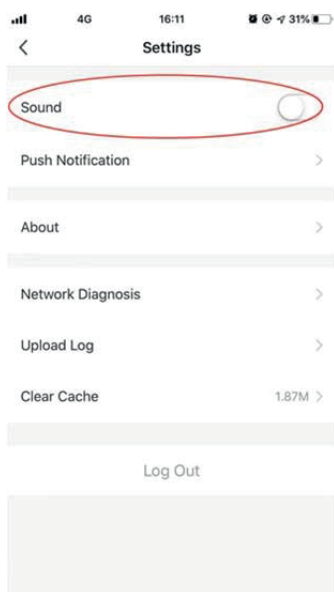 4G 16:11 31%
Settings
Sound
Push Notification
About
Network Diagnosis
Upload Log
Clear Cache 1.87M
Log Out